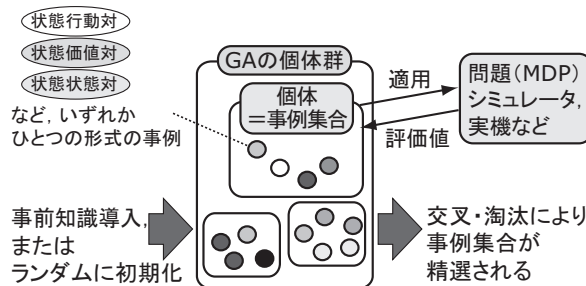 状態行動対
状態価値対
状態状態対
など，いずれか
ひとつの形式の事例
GAの個体群
個体
＝事例集合
適用
評価値
問題（MDP）
シミュレータ，
実機など
事前知識導入，
または
ランダムに初期化
交叉・淘汰により
事例集合が
精選される